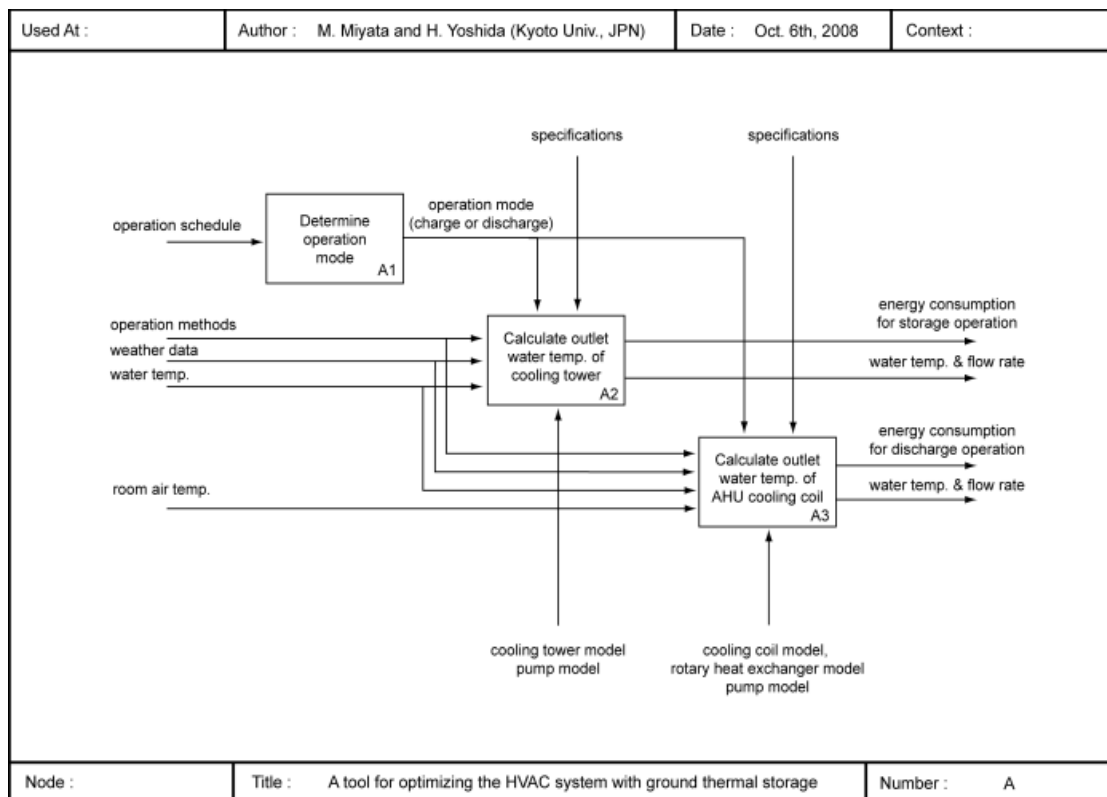 Used At :
Author : M. Miyata and H. Yoshida (Kyoto Univ., JPN)
Date : Oct. 6th, 2008
Context :
specifications
specifications
operation schedule
Determine
operation
mode
A1
operation mode
(charge or discharge)
operation methods
weather data
water temp.
Calculate outlet
water temp. of
cooling tower
A2
energy consumption
for storage operation
water temp. & flow rate
room air temp.
Calculate outlet
water temp. of
AHU cooling coil
A3
energy consumption
for discharge operation
water temp. & flow rate
cooling tower model
pump model
cooling coil model,
rotary heat exchanger model
pump model
Node :
Title : A tool for optimizing the HVAC system with ground thermal storage
Number : A